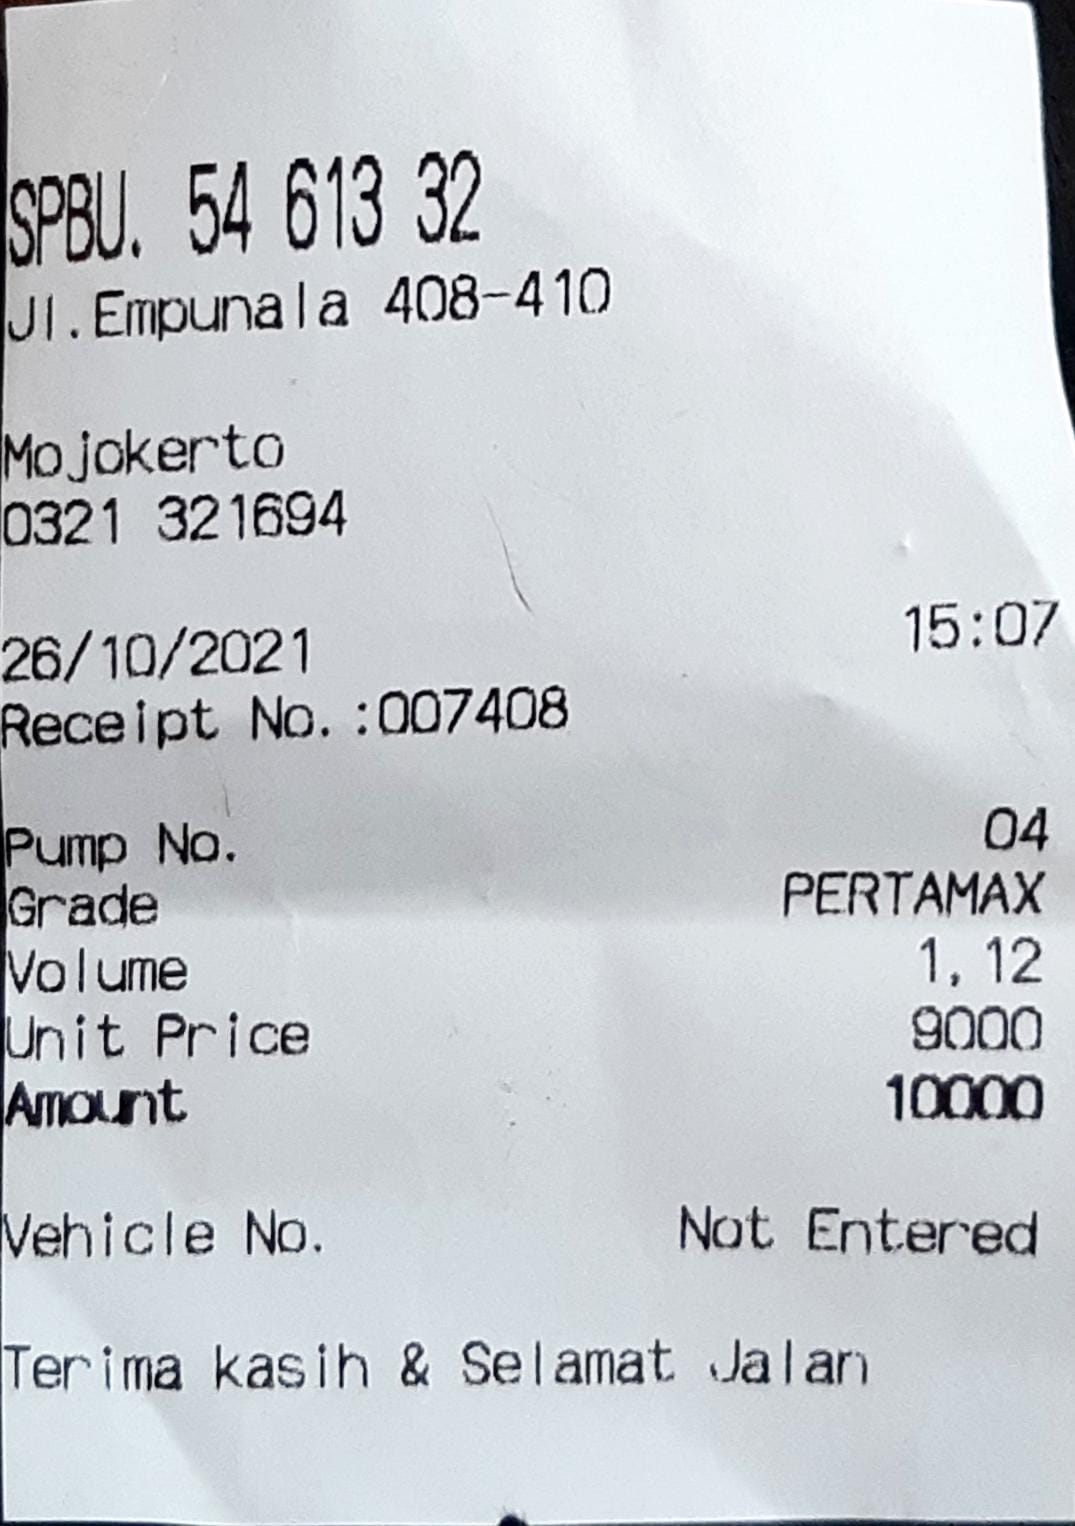 SPBU. 54 613 32
Jl.Empunala 408-410
Mojokerto
0321 321694
26/10/2021 15:07
Receipt No.:007408
Pump No. 04
Grade PERTAMAX
Volume 1,12
Unit Price 9000
Amount 10000
Vehicle No. Not Entered
Terima kasih & Selamat Jalan